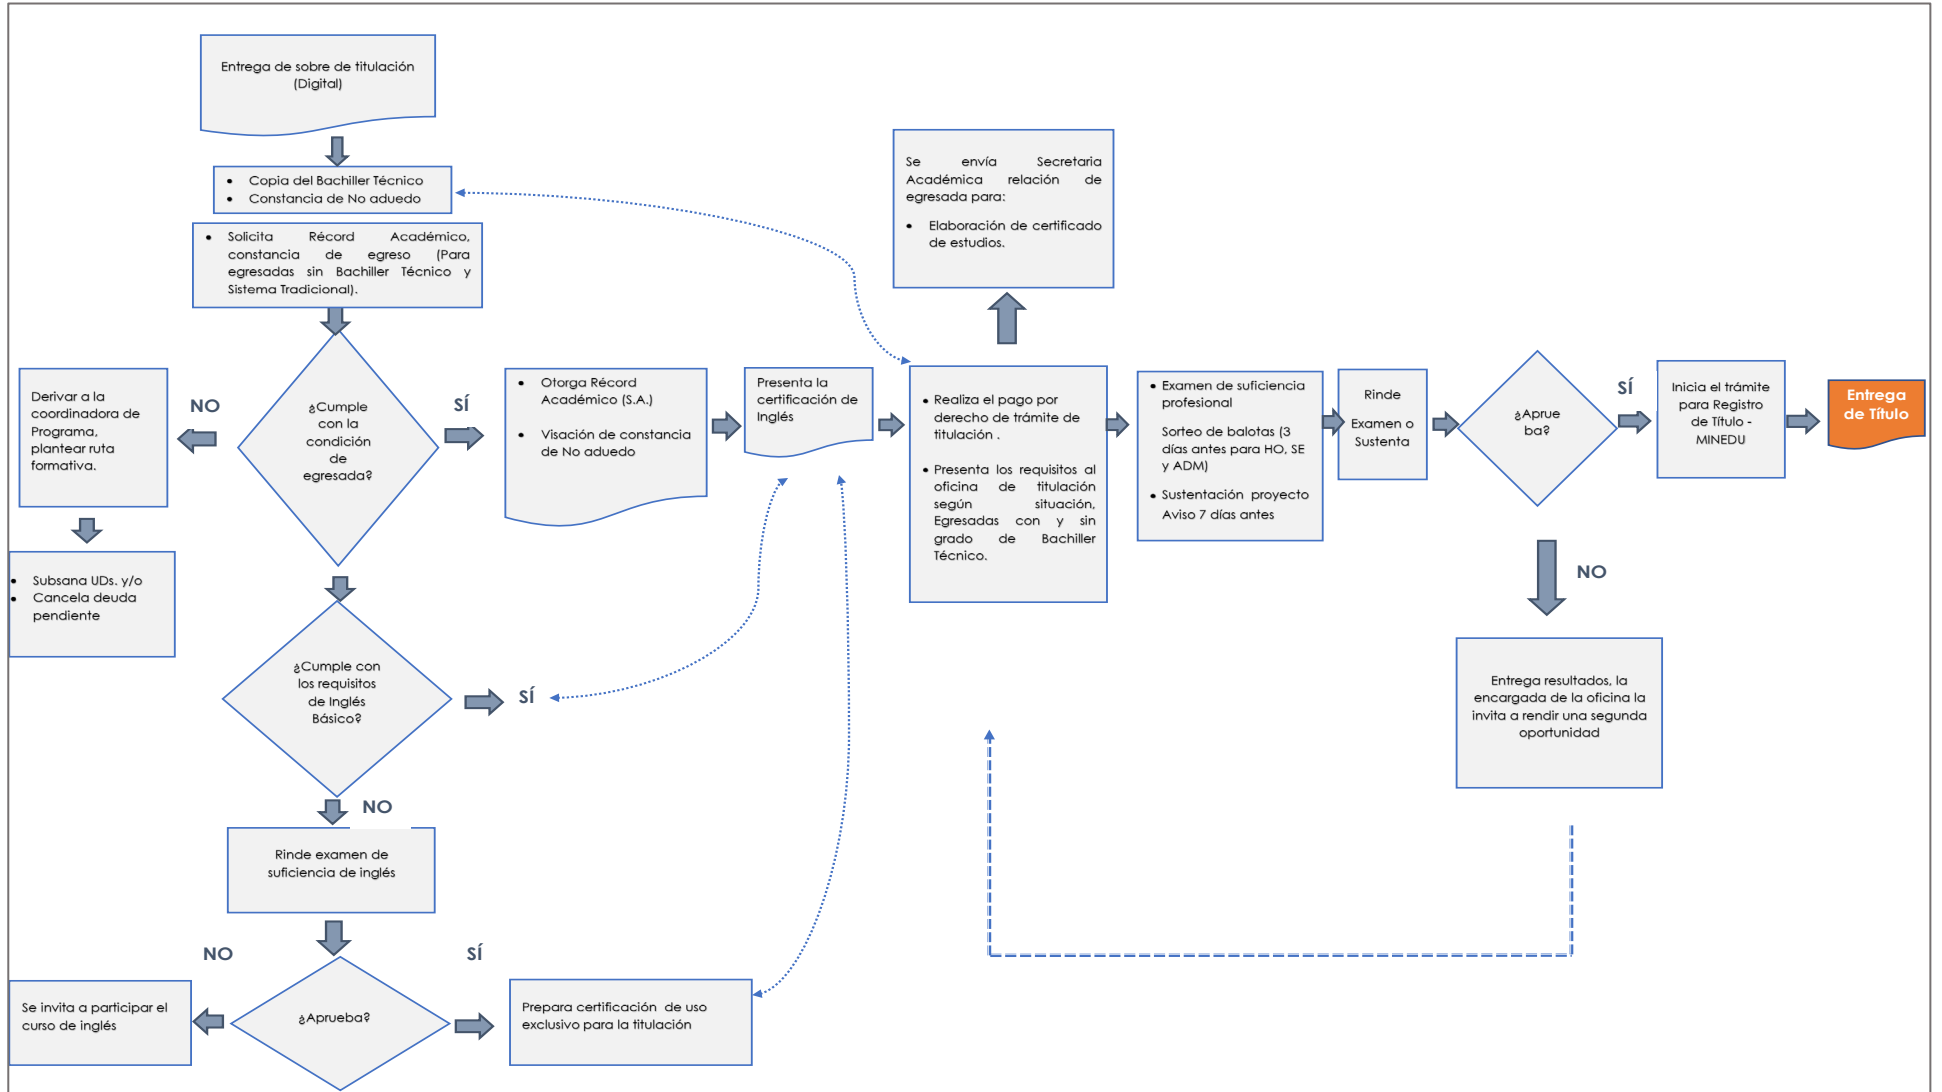 Entrega de sobre de titulación
(Digital)
• Copia del Bachiller Técnico
• Constancia de No aduedo
• Solicita Récord Académico,
constancia de egreso (Para
egresadas sin Bachiller Técnico y
Sistema Tradicional).
¿Cumple
con la
condición
de
egresada?
NO
Derivar a la
coordinadora de
Programa,
plantear ruta
formativa.
• Subsana UDs. y/o
• Cancela deuda
pendiente
SÍ
• Otorga Récord
Académico (S.A.)
• Visación de constancia
de No aduedo
Presenta la
certificación de
Inglés
¿Cumple con
los requisitos
de Inglés
Básico?
SÍ
NO
Rinde examen de
suficiencia de inglés
¿Aprueba?
NO
Se invita a participar el
curso de inglés
SÍ
Prepara certificación de uso
exclusivo para la titulación
Se envía Secretaria
Académica relación de
egresada para:
• Elaboración de certificado
de estudios.
• Realiza el pago por
derecho de trámite de
titulación .
• Presenta los requisitos al
oficina de titulación
según situación,
Egresadas con y sin
grado de Bachiller
Técnico.
• Examen de suficiencia
profesional
Sorteo de balotas (3
días antes para HO, SE
y ADM)
• Sustentación proyecto
Aviso 7 días antes
Rinde
Examen o
Sustenta
¿Aprue
ba?
SÍ
Inicia el trámite
para Registro
de Título -
MINEDU
Entrega
de Título
NO
Entrega resultados, la
encargada de la oficina la
invita a rendir una segunda
oportunidad